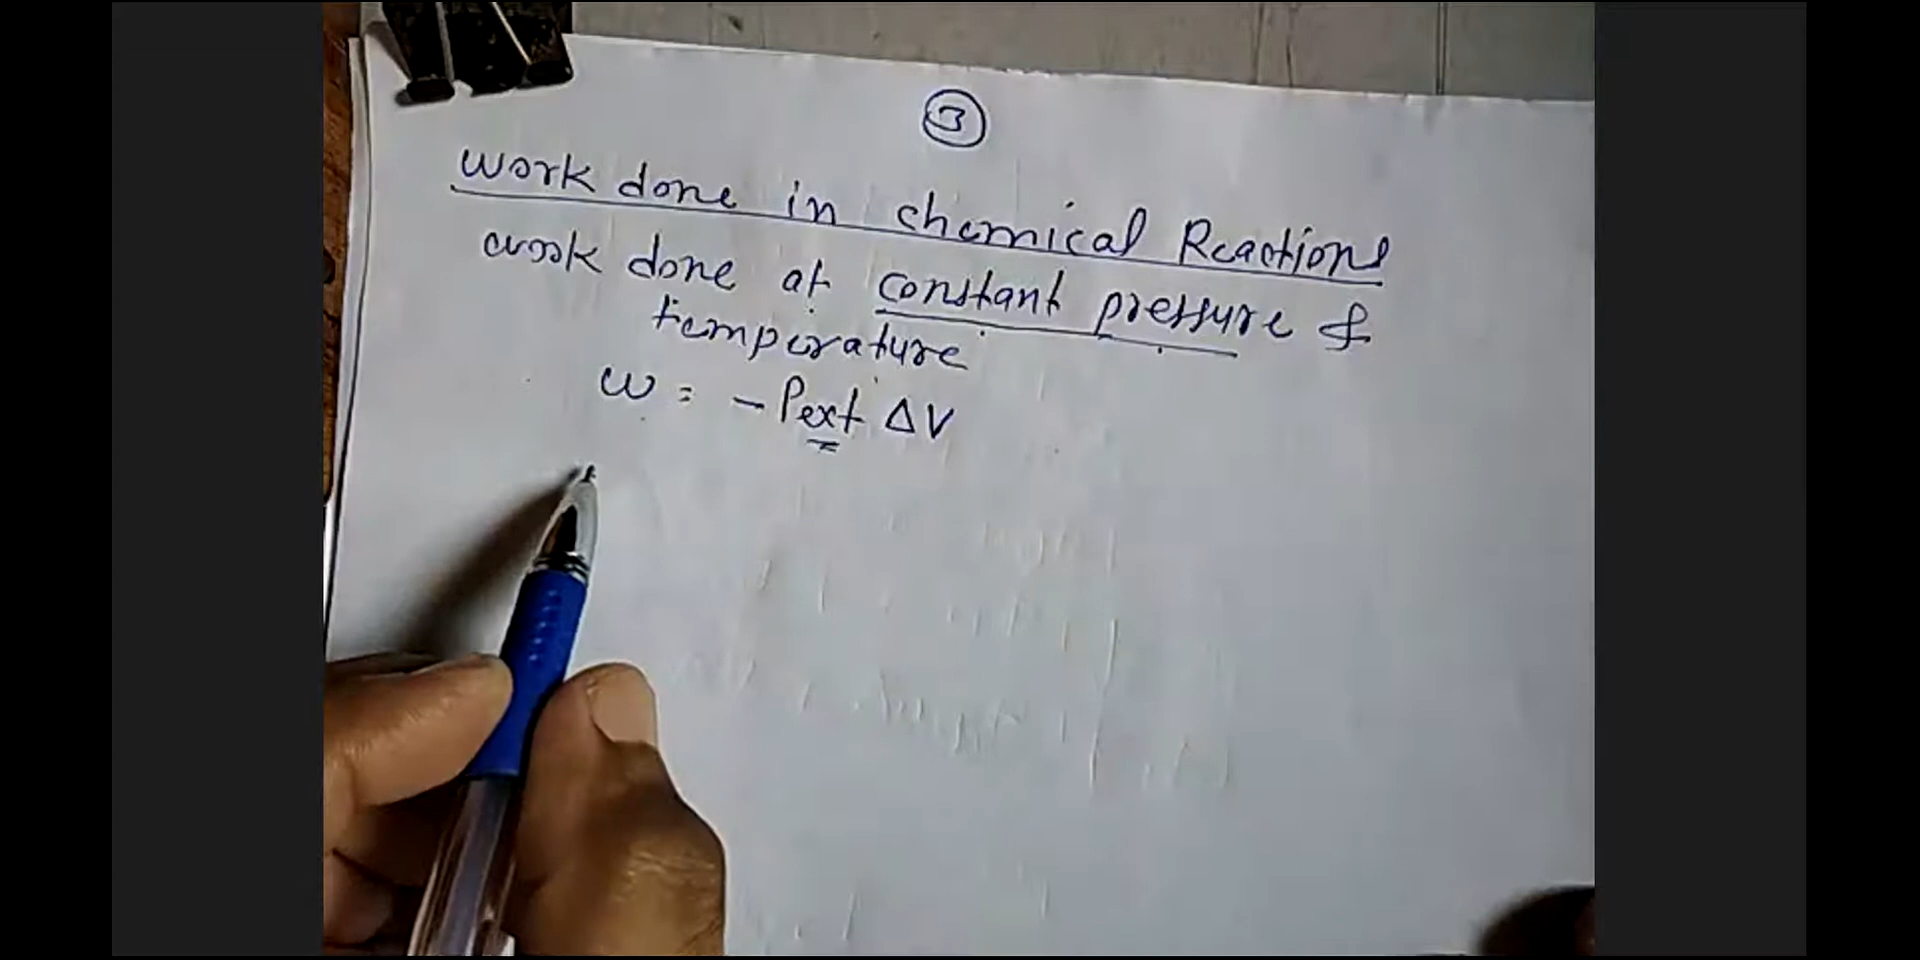 3
Work done in chemical Reactions
work done at constant pressure &
temperature
W = - Pext ΔV